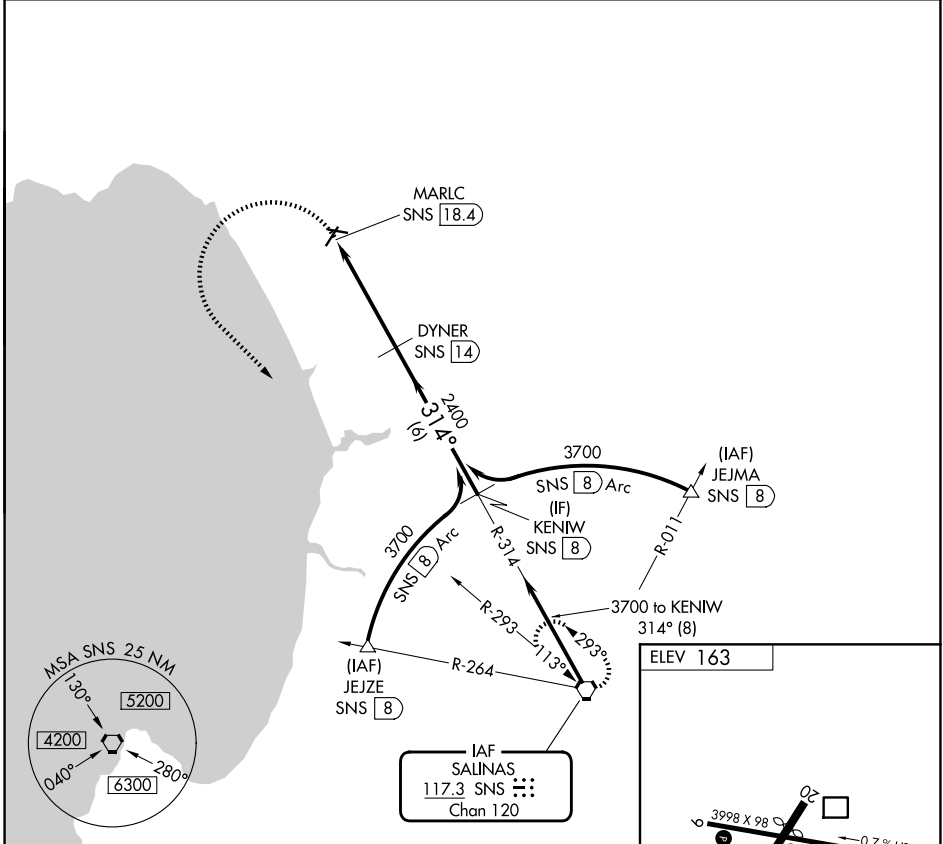 MARLC
SNS 18.4
DYNER
SNS 14
2400
314°
(6)
3700
SNS 8 Arc
(IAF)
JEJMA
SNS 8
(IF)
KENIW
SNS 8
3700
SNS 8 Arc
R-314
R-011
R-293
113°
293°
3700 to KENIW
314° (8)
R-264
(IAF)
JEJZE
SNS 8
MSA SNS 25 NM
130°
5200
4200
040°
280°
6300
IAF
SALINAS
117.3 SNS
Chan 120
ELEV 163
20
9
3998 X 98
P